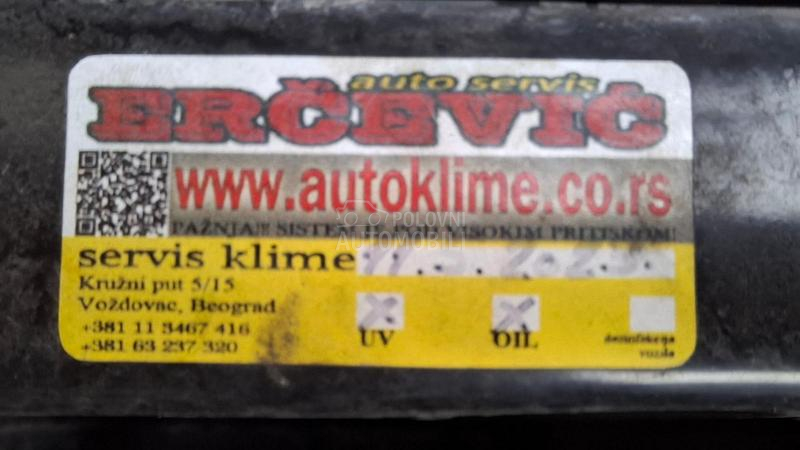 auto servis
ERČEVIĆ
www.autoklime.co.rs
PAŽNJA!!! SISTEM POD VISOKIM PRITISKOM!
POLOVNI
AUTOMOBILI
servis klime
Kružni put 5/15
Voždovac, Beograd
+381 11 3467 416
+381 63 237 320
X X
UV OIL dezinfekcija
vozila